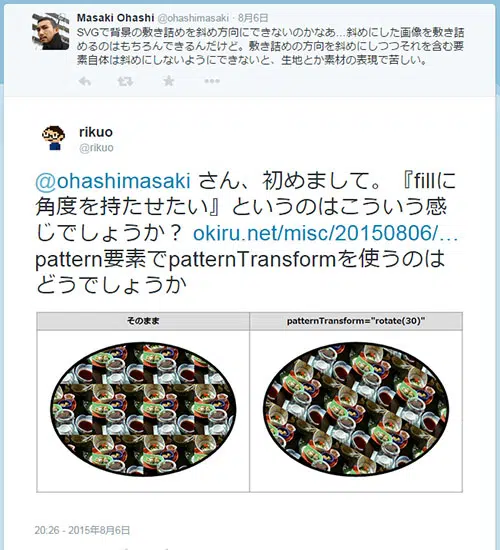 Masaki Ohashi @ohashimasaki · 8月6日
SVGで背景の敷き詰めを斜め方向にできないのかなあ…斜めにした画像を敷き詰
めるのはもちろんできるんだけど。敷き詰めの方向を斜めにしつつそれを含む要
素自体は斜めにしないようにできないと、生地とか素材の表現で苦しい。
rikuo
@rikuo
@ohashimasaki さん、初めまして。『fillに
角度を持たせたい』というのはこういう感
じでしょうか？ okiru.net/misc/20150806/…
pattern要素でpatternTransformを使うのは
どうでしょうか
そのまま
patternTransform="rotate(30)"
20:26 - 2015年8月6日